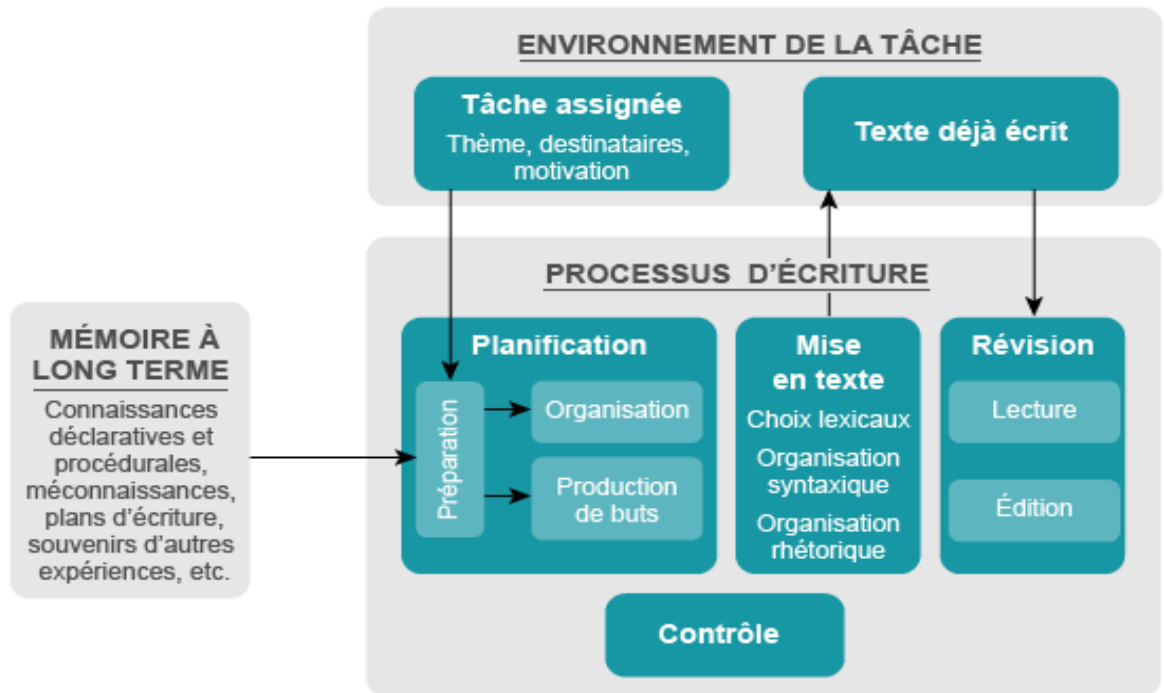 ENVIRONNEMENT DE LA TÂCHE
Tâche assignée
Thème, destinataires,
motivation
Texte déjà écrit
PROCESSUS D'ÉCRITURE
MÉMOIRE À
LONG TERME
Connaissances
déclaratives et
procédurales,
méconnaissances,
plans d'écriture,
souvenirs d'autres
expériences, etc.
Planification
Préparation
Organisation
Production
de buts
Mise
en texte
Choix lexicaux
Organisation
syntaxique
Organisation
rhétorique
Révision
Lecture
Édition
Contrôle